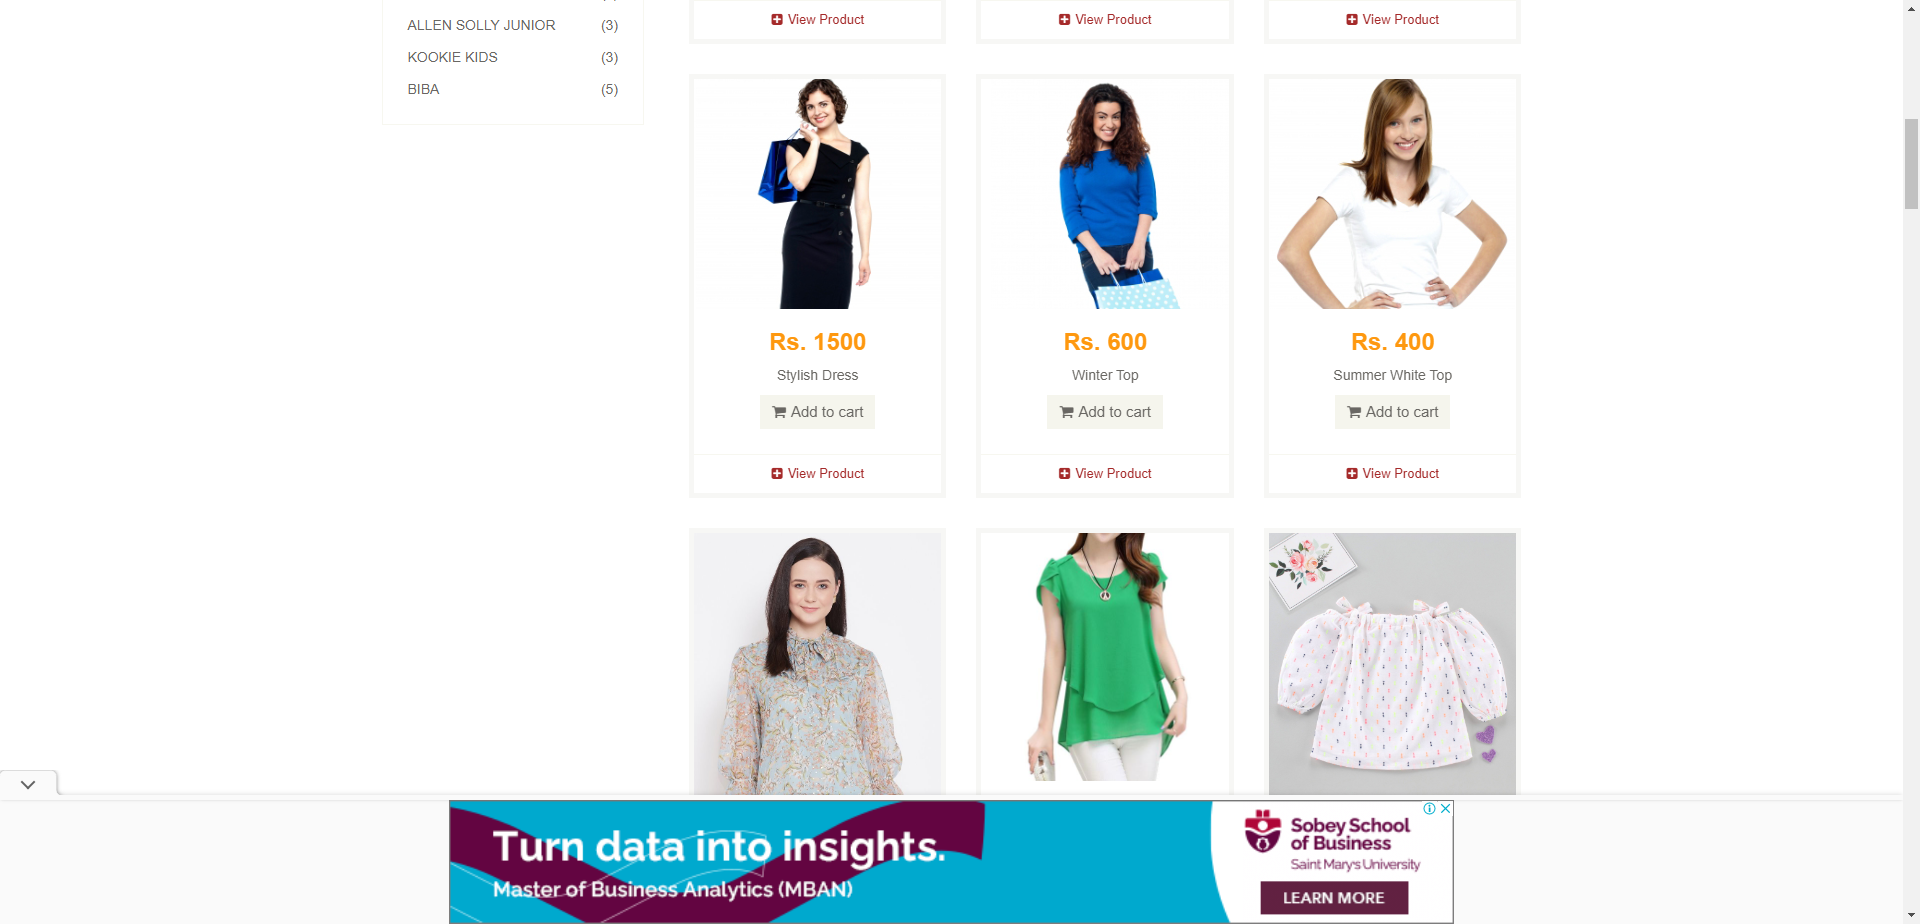 ALLEN SOLLY JUNIOR (3)
KOOKIE KIDS (3)
BIBA (5)
View Product
View Product
View Product
Rs. 1500
Stylish Dress
Add to cart
View Product
Rs. 600
Winter Top
Add to cart
View Product
Rs. 400
Summer White Top
Add to cart
View Product
Turn data into insights.
Master of Business Analytics (MBAN)
Sobey School
of Business
Saint Mary's University
LEARN MORE